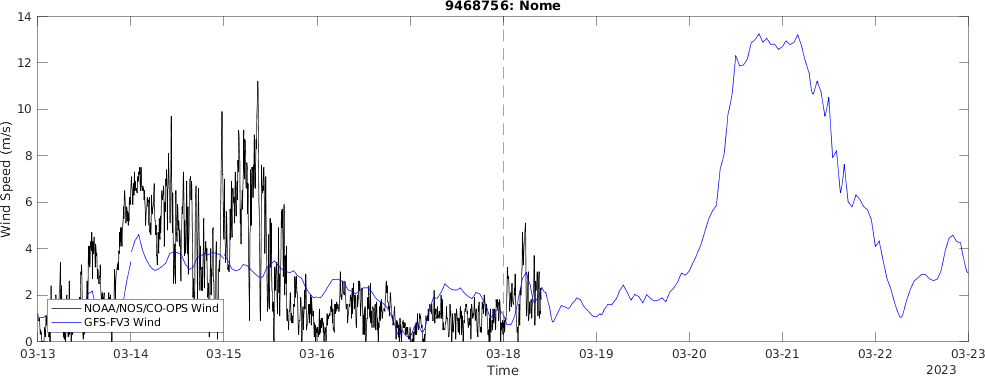 9468756: Nome
14
12
10
8
6
4
2
0
Wind Speed (m/s)
NOAA/NOS/CO-OPS Wind
GFS-FV3 Wind
03-13 03-14 03-15 03-16 03-17 03-18 03-19 03-20 03-21 03-22 03-23
Time
2023